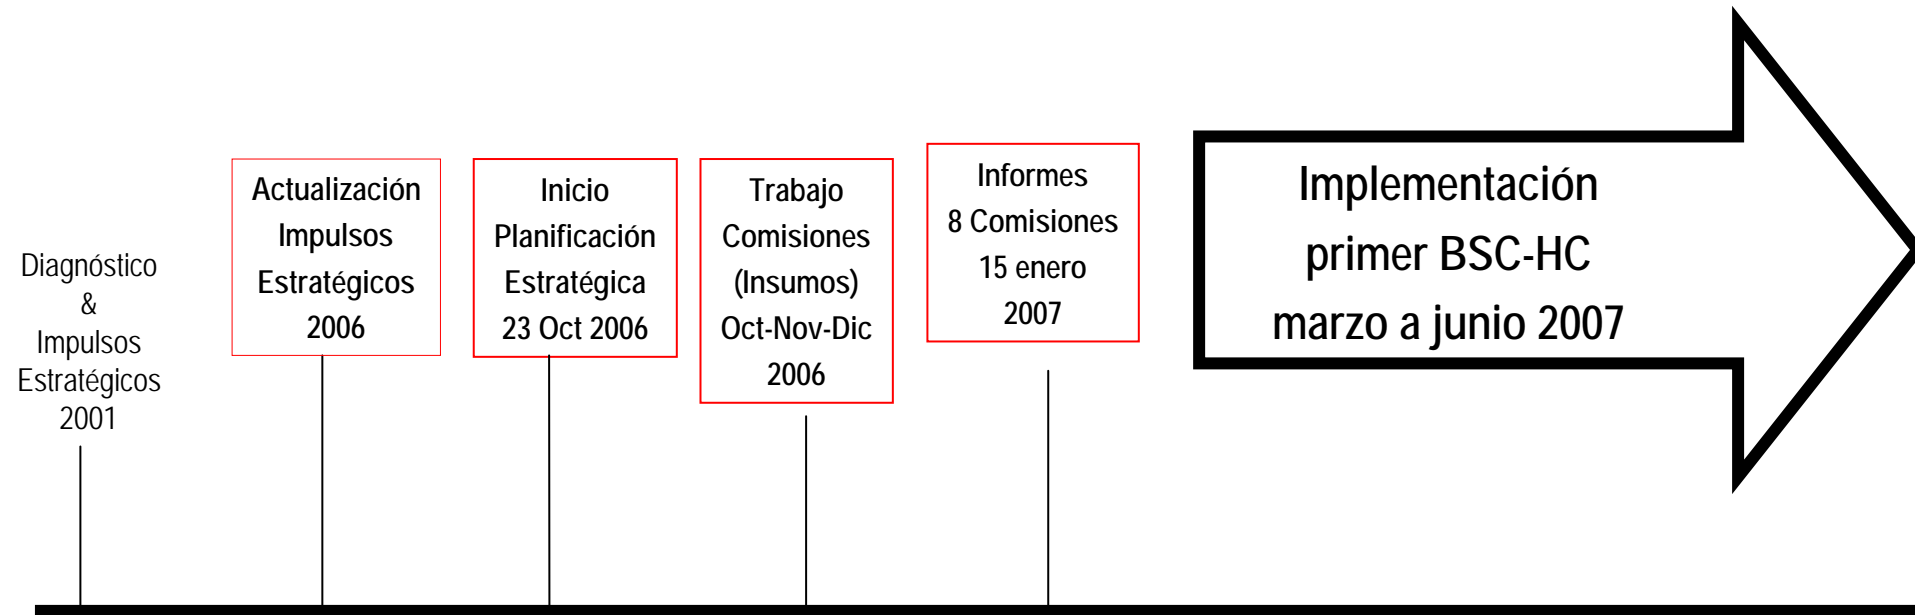 Diagnóstico
&
Impulsos
Estratégicos
2001
Actualización
Impulsos
Estratégicos
2006
Inicio
Planificación
Estratégica
23 Oct 2006
Trabajo
Comisiones
(Insumos)
Oct-Nov-Dic
2006
Informes
8 Comisiones
15 enero
2007
Implementación
primer BSC-HC
marzo a junio 2007